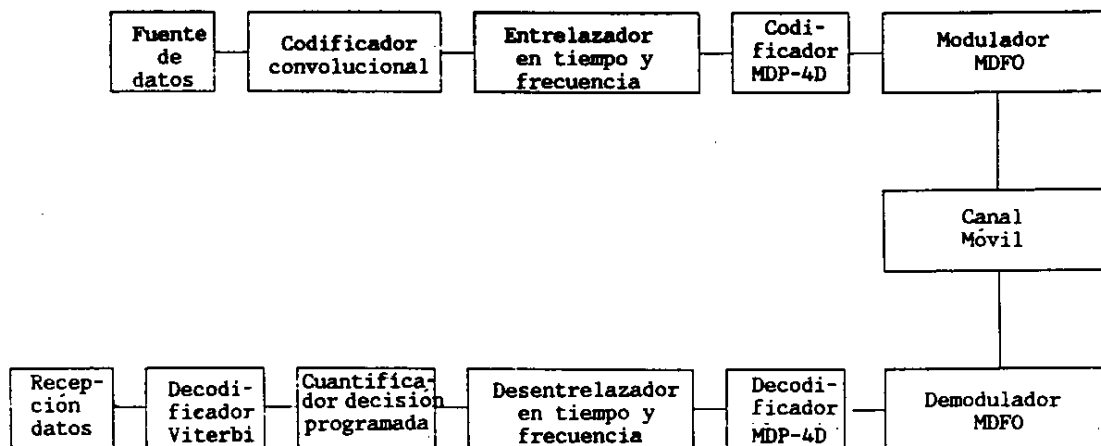 Fuente
de
datos
Codificador
convolucional
Entrelazador
en tiempo y
frecuencia
Codi-
ficador
MDP-4D
Modulador
MDFO
Canal
Móvil
Recep-
ción
datos
Decodi-
ficador
Viterbi
Cuantifica-
dor decisión
programada
Desentrelazador
en tiempo y
frecuencia
Decodi-
ficador
MDP-4D
Demodulador
MDFO